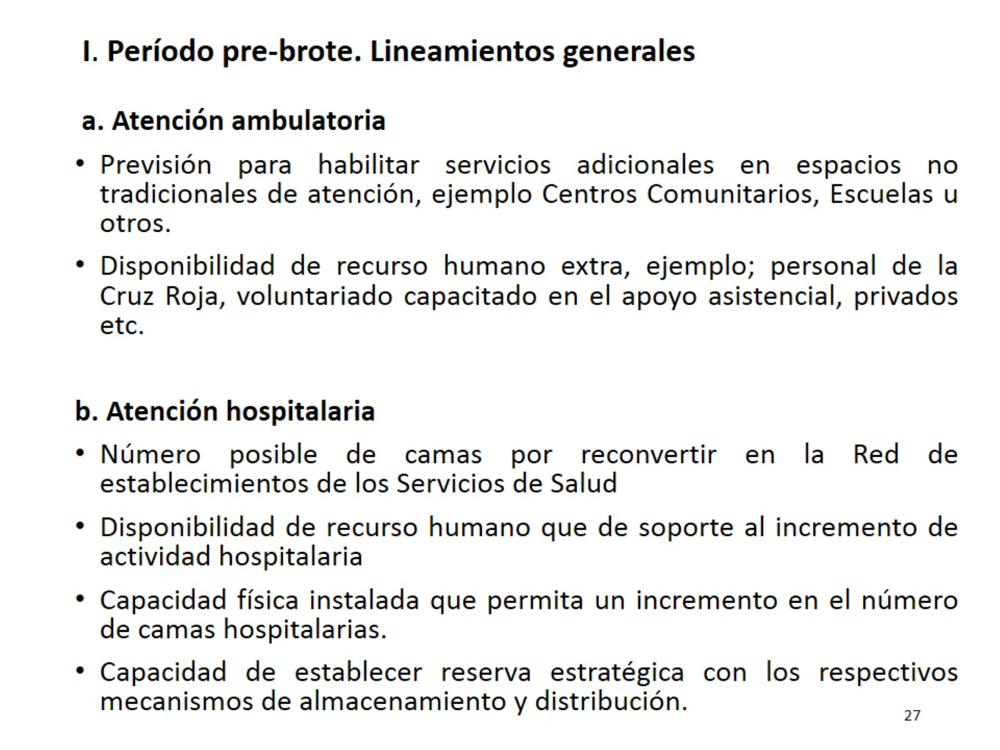 I. Período pre-brote. Lineamientos generales
a. Atención ambulatoria
• Previsión para habilitar servicios adicionales en espacios no
tradicionales de atención, ejemplo Centros Comunitarios, Escuelas u
otros.
• Disponibilidad de recurso humano extra, ejemplo; personal de la
Cruz Roja, voluntariado capacitado en el apoyo asistencial, privados
etc.
b. Atención hospitalaria
• Número posible de camas por reconvertir en la Red de
establecimientos de los Servicios de Salud
• Disponibilidad de recurso humano que de soporte al incremento de
actividad hospitalaria
• Capacidad física instalada que permita un incremento en el número
de camas hospitalarias.
• Capacidad de establecer reserva estratégica con los respectivos
mecanismos de almacenamiento y distribución.
27